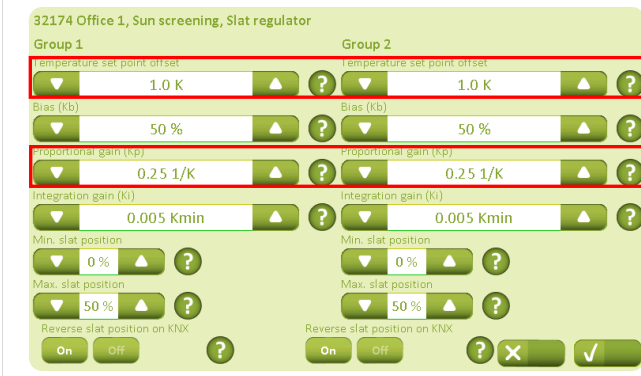 32174 Office 1, Sun screening, Slat regulator
Group 1 Group 2
Temperature set point offset Temperature set point offset
1.0 K ? 1.0 K ?
Bias (Kb) Bias (Kb)
50 % ? 50 % ?
Proportional gain (Kp) Proportional gain (Kp)
0.25 1/K ? 0.25 1/K ?
Integration gain (Ki) Integration gain (Ki)
0.005 Kmin ? 0.005 Kmin ?
Min. slat position Min. slat position
0 % ? 0 % ?
Max. slat position Max. slat position
50 % ? 50 % ?
Reverse slat position on KNX Reverse slat position on KNX
On Off ? On Off ?